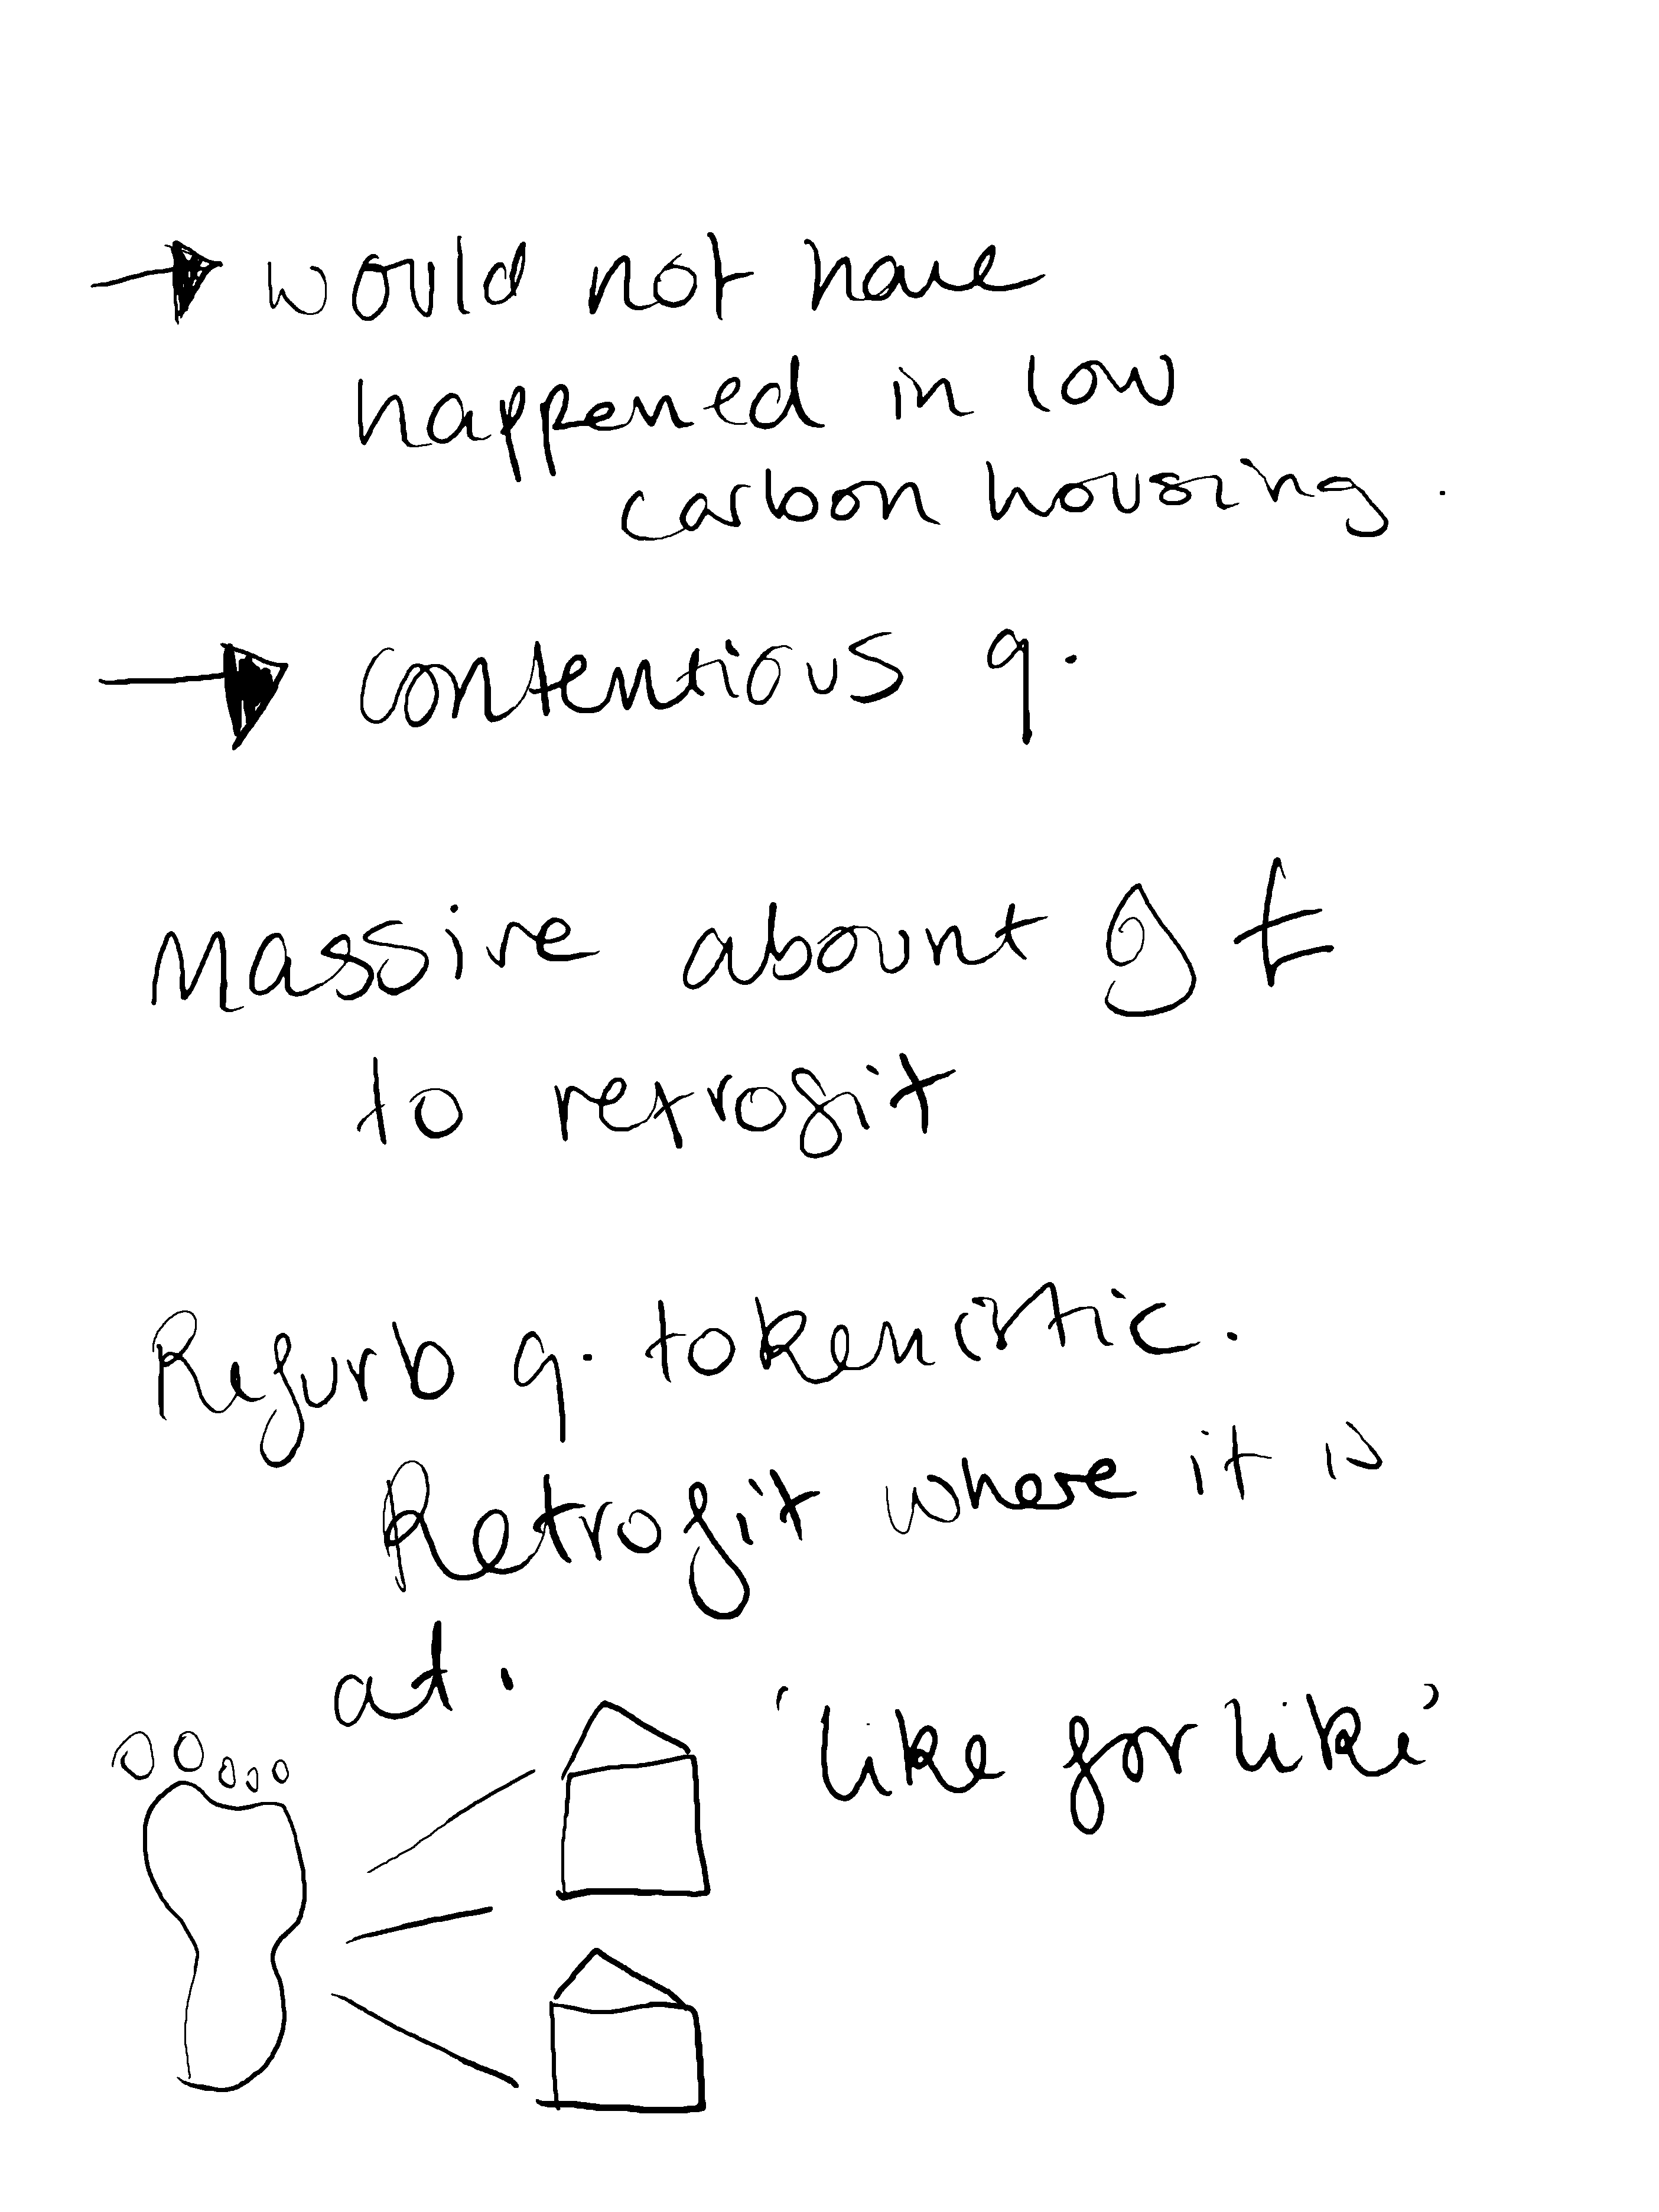 would not have
happened in low
carbon housing.
contentious q.
Massive abount of £
to retrofit
Refurb q. tokenistic.
Retrofit where it is
at.
'like for like'